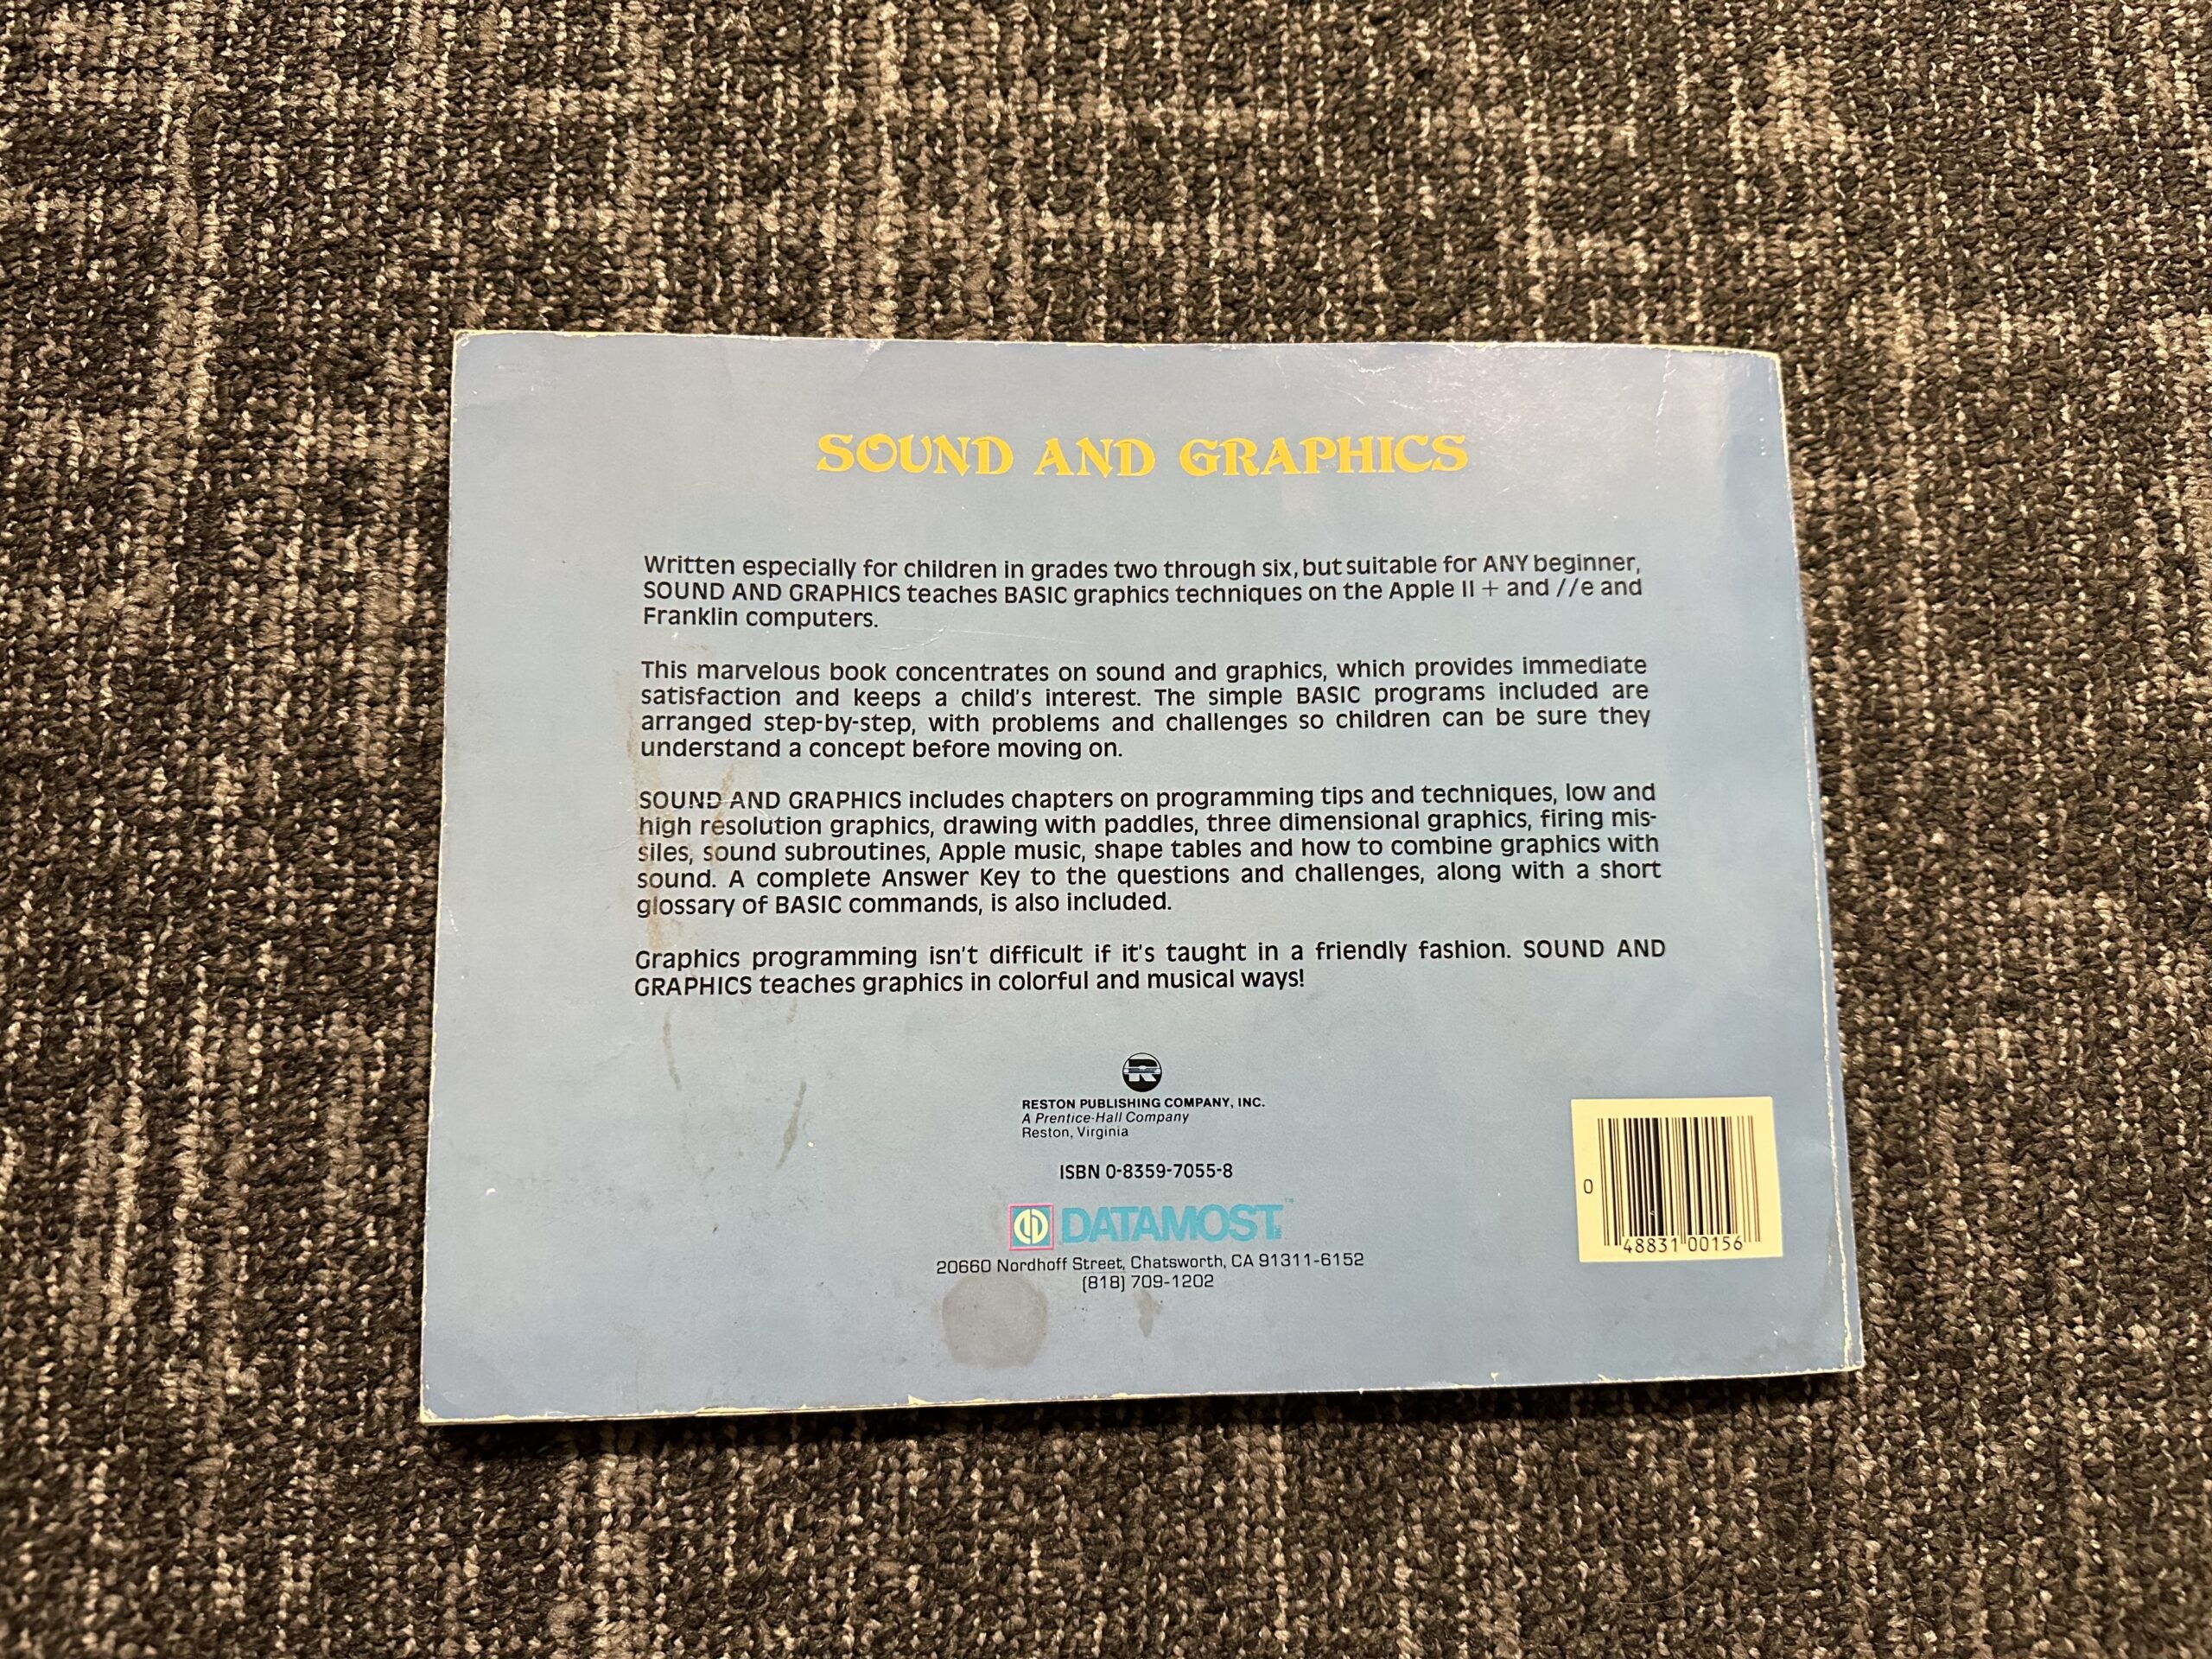 SOUND AND GRAPHICS
Written especially for children in grades two through six, but suitable for ANY beginner,
SOUND AND GRAPHICS teaches BASIC graphics techniques on the Apple II + and //e and
Franklin computers.
This marvelous book concentrates on sound and graphics, which provides immediate
satisfaction and keeps a child's interest. The simple BASIC programs included are
arranged step-by-step, with problems and challenges so children can be sure they
understand a concept before moving on.
SOUND AND GRAPHICS includes chapters on programming tips and techniques, low and
high resolution graphics, drawing with paddles, three dimensional graphics, firing mis-
siles, sound subroutines, Apple music, shape tables and how to combine graphics with
sound. A complete Answer Key to the questions and challenges, along with a short
glossary of BASIC commands, is also included.
Graphics programming isn't difficult if it's taught in a friendly fashion. SOUND AND
GRAPHICS teaches graphics in colorful and musical ways!
R
RESTON PUBLISHING COMPANY, INC.
A Prentice-Hall Company
Reston, Virginia
ISBN 0-8359-7055-8
DATAMOST™
20660 Nordhoff Street, Chatsworth, CA 91311-6152
(818) 709-1202
0 48831 00156